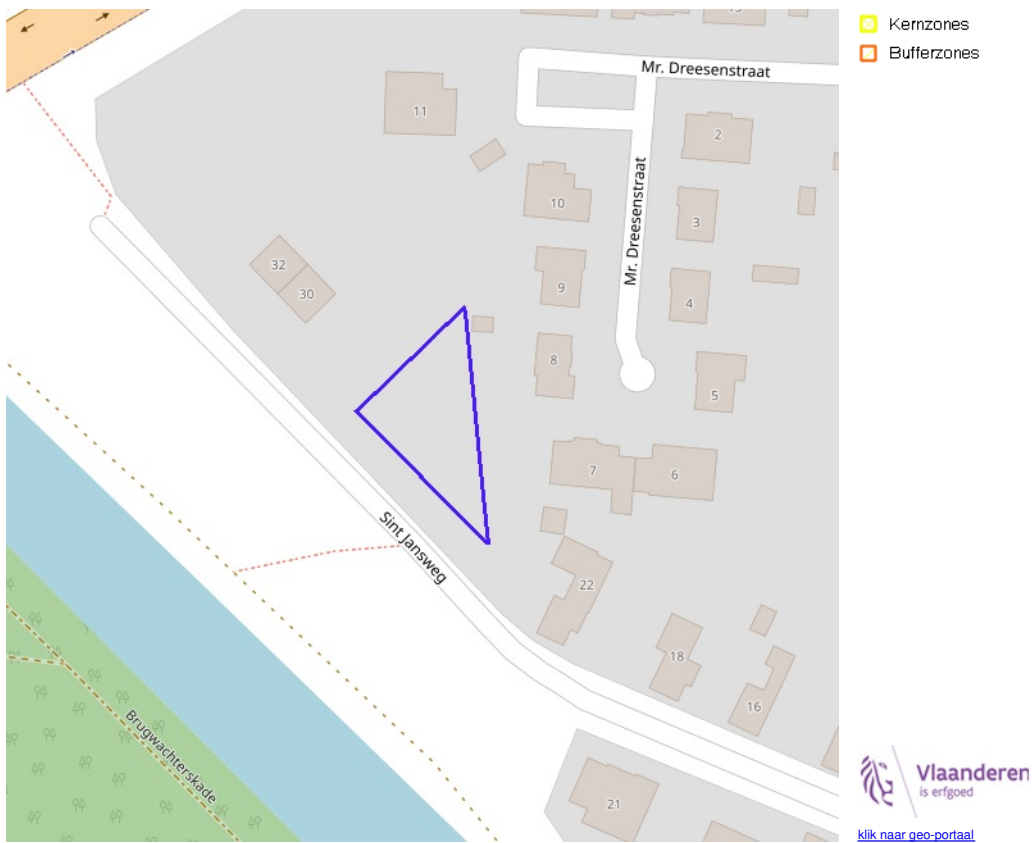 Kernzones
Bufferzones
Mr. Dreesenstraat
11
2
10
Mr. Dreesenstraat
3
32
30
9
4
8
5
7
6
Sint Jansweg
22
18
16
Brugwachterskade
21
Vlaanderen
is erfgoed
klik naar geo-portaal